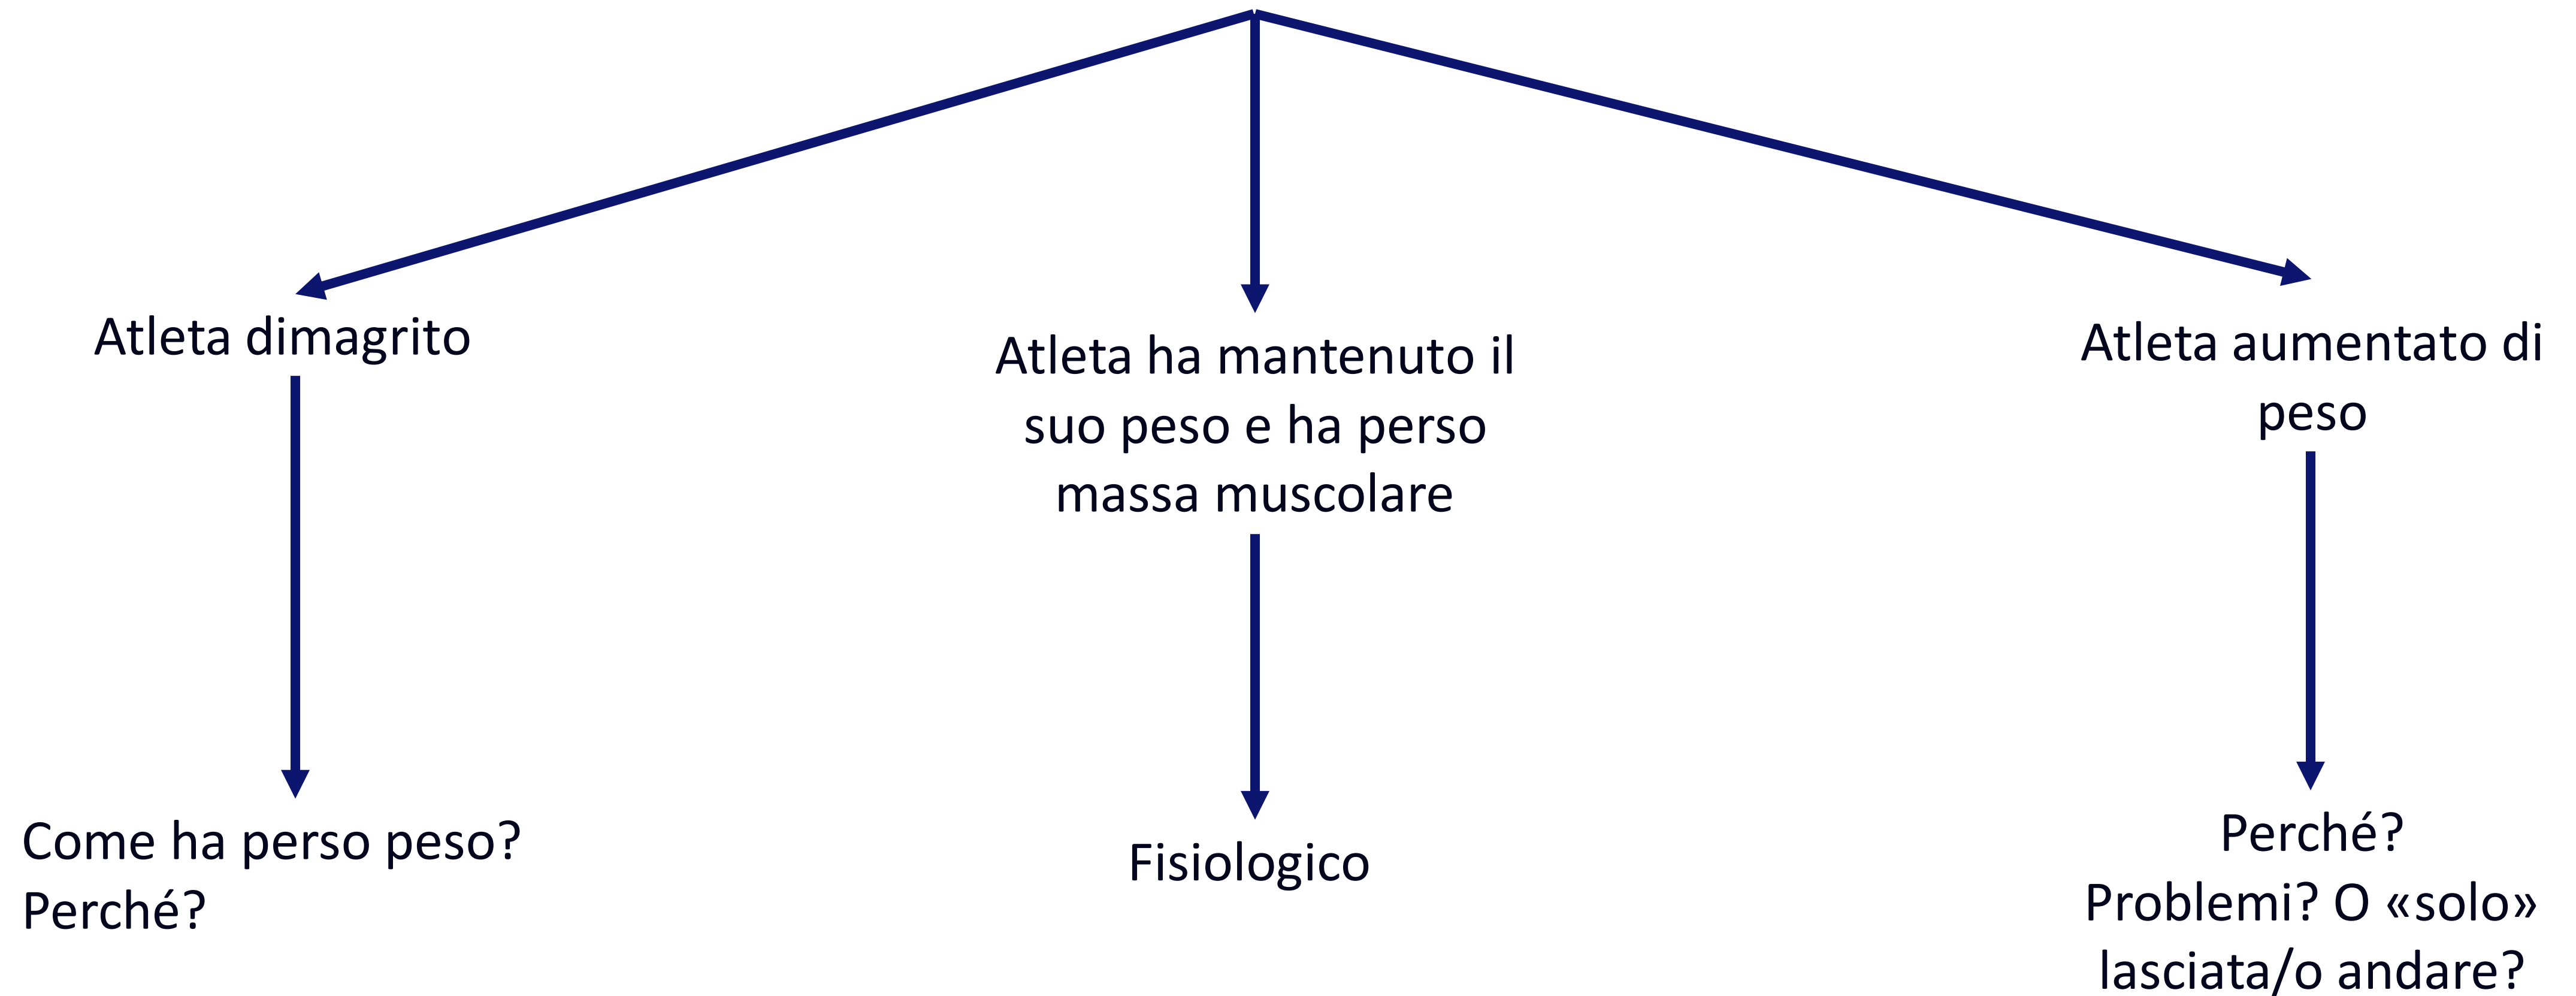 Atleta dimagrito
Atleta ha mantenuto il
suo peso e ha perso
massa muscolare
Atleta aumentato di
peso
Come ha perso peso?
Perché?
Fisiologico
Perché?
Problemi? O «solo»
lasciata/o andare?